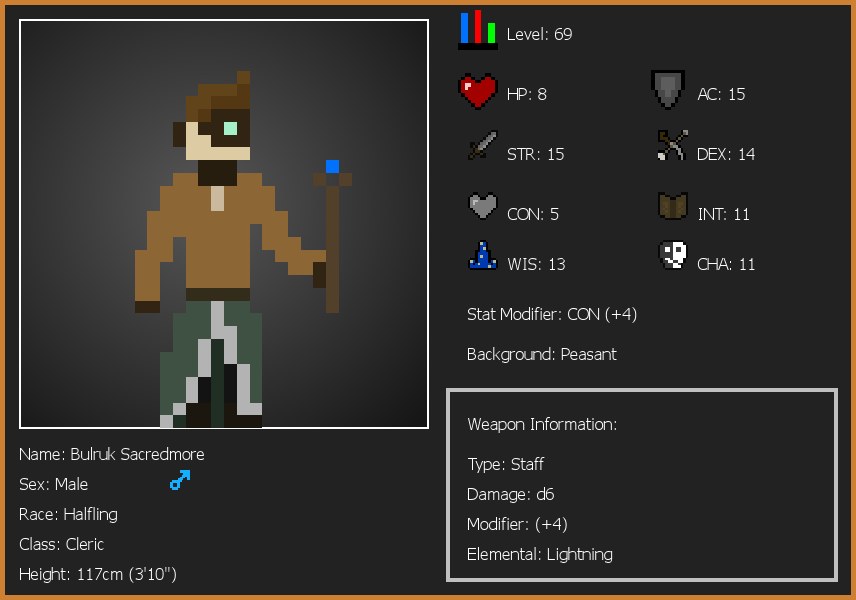 Level: 69
HP: 8
AC: 15
STR: 15
DEX: 14
CON: 5
INT: 11
WIS: 13
CHA: 11
Stat Modifier: CON (+4)
Background: Peasant
Weapon Information:
Type: Staff
Damage: d6
Modifier: (+4)
Elemental: Lightning
Name: Bulruk Sacredmore
Sex: Male
Race: Halfling
Class: Cleric
Height: 117cm (3'10")